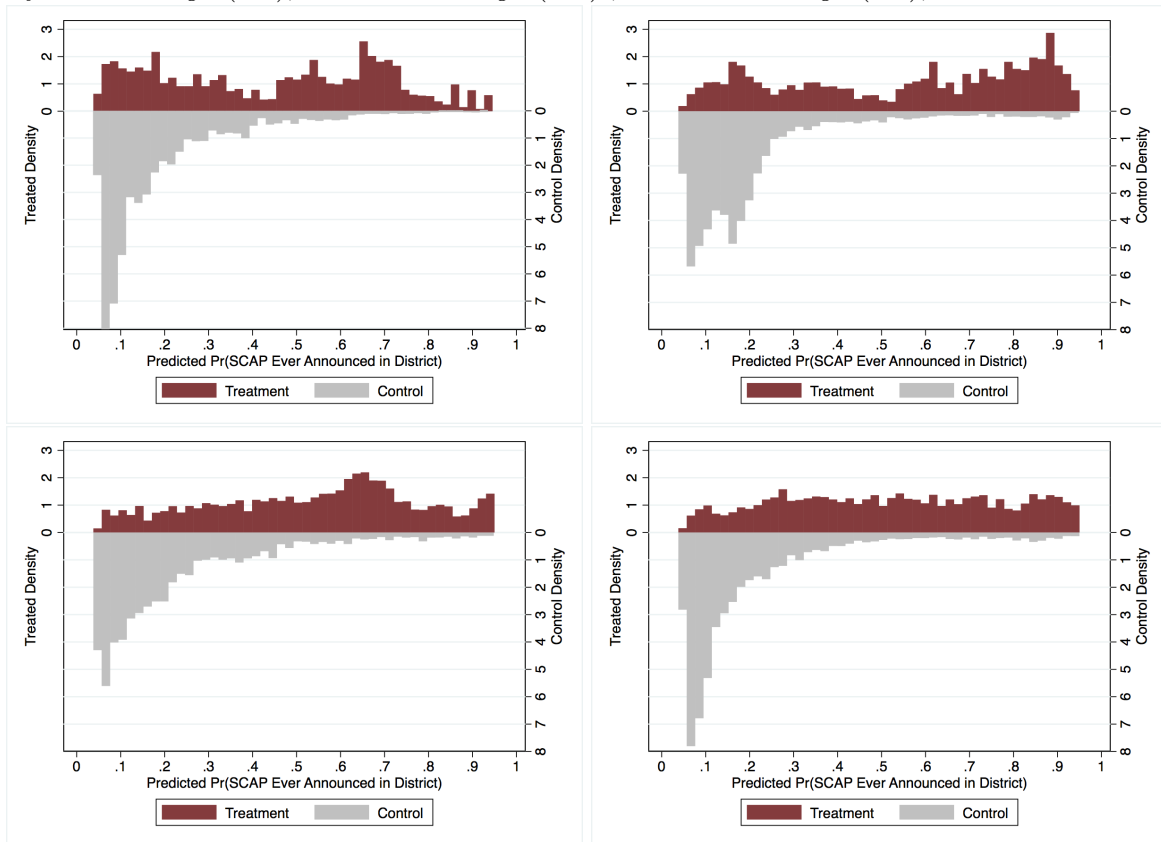 3
2
1
0
Treated Density
0
1
2
3
4
5
6
7
8
Control Density
0 .1 .2 .3 .4 .5 .6 .7 .8 .9 1
Predicted Pr(SCAP Ever Announced in District)
Treatment Control
3
2
1
0
Treated Density
0
1
2
3
4
5
6
7
8
Control Density
0 .1 .2 .3 .4 .5 .6 .7 .8 .9 1
Predicted Pr(SCAP Ever Announced in District)
Treatment Control
3
2
1
0
Treated Density
0
1
2
3
4
5
6
7
8
Control Density
0 .1 .2 .3 .4 .5 .6 .7 .8 .9 1
Predicted Pr(SCAP Ever Announced in District)
Treatment Control
3
2
1
0
Treated Density
0
1
2
3
4
5
6
7
8
Control Density
0 .1 .2 .3 .4 .5 .6 .7 .8 .9 1
Predicted Pr(SCAP Ever Announced in District)
Treatment Control